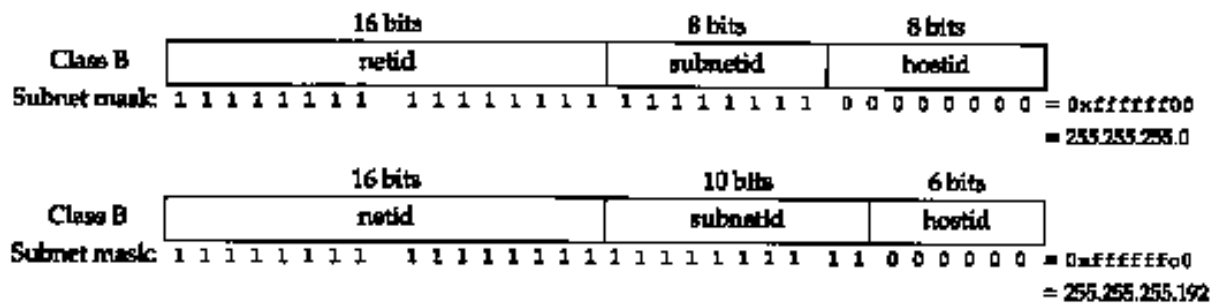 16 bits 8 bits 8 bits
Class B netid subnetid hostid
Subnet mask: 1 1 1 1 1 1 1 1 1 1 1 1 1 1 1 1 1 1 1 1 1 1 1 1 0 0 0 0 0 0 0 0 = 0xffffff00
= 255.255.255.0
16 bits 10 bits 6 bits
Class B netid subnetid hostid
Subnet mask: 1 1 1 1 1 1 1 1 1 1 1 1 1 1 1 1 1 1 1 1 1 1 1 1 1 1 0 0 0 0 0 0 = 0xffffffc0
= 255.255.255.192